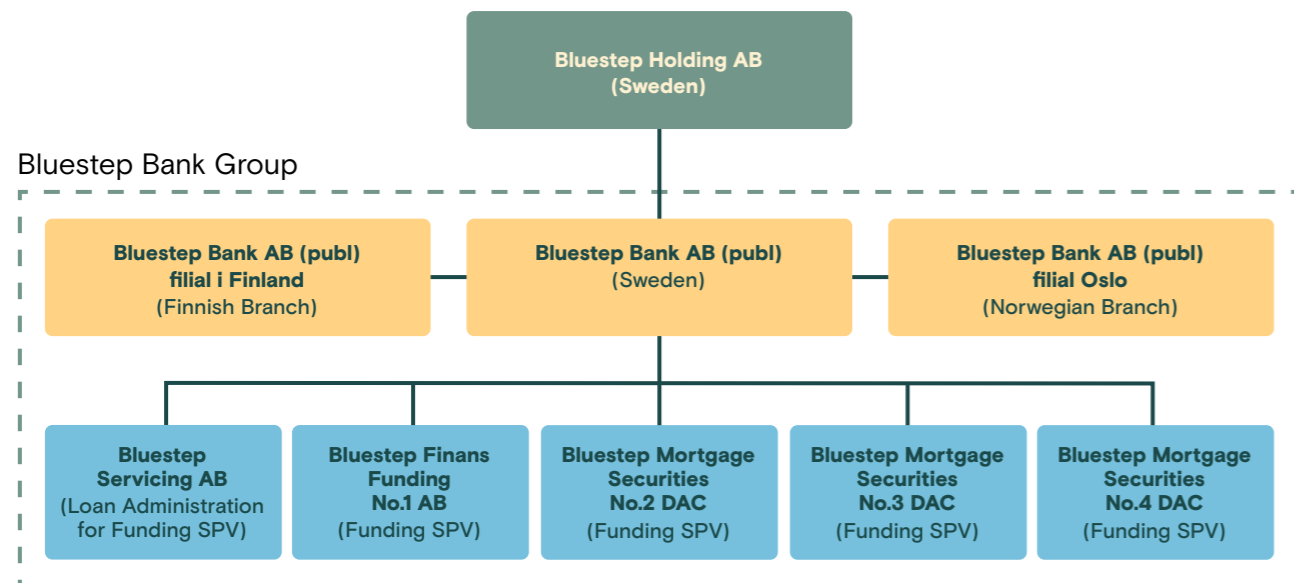 Bluestep Holding AB
(Sweden)
Bluestep Bank Group
Bluestep Bank AB (publ)
filial i Finland
(Finnish Branch)
Bluestep Bank AB (publ)
(Sweden)
Bluestep Bank AB (publ)
filial Oslo
(Norwegian Branch)
Bluestep
Servicing AB
(Loan Administration
for Funding SPV)
Bluestep Finans
Funding
No.1 AB
(Funding SPV)
Bluestep Mortgage
Securities
No.2 DAC
(Funding SPV)
Bluestep Mortgage
Securities
No.3 DAC
(Funding SPV)
Bluestep Mortgage
Securities
No.4 DAC
(Funding SPV)